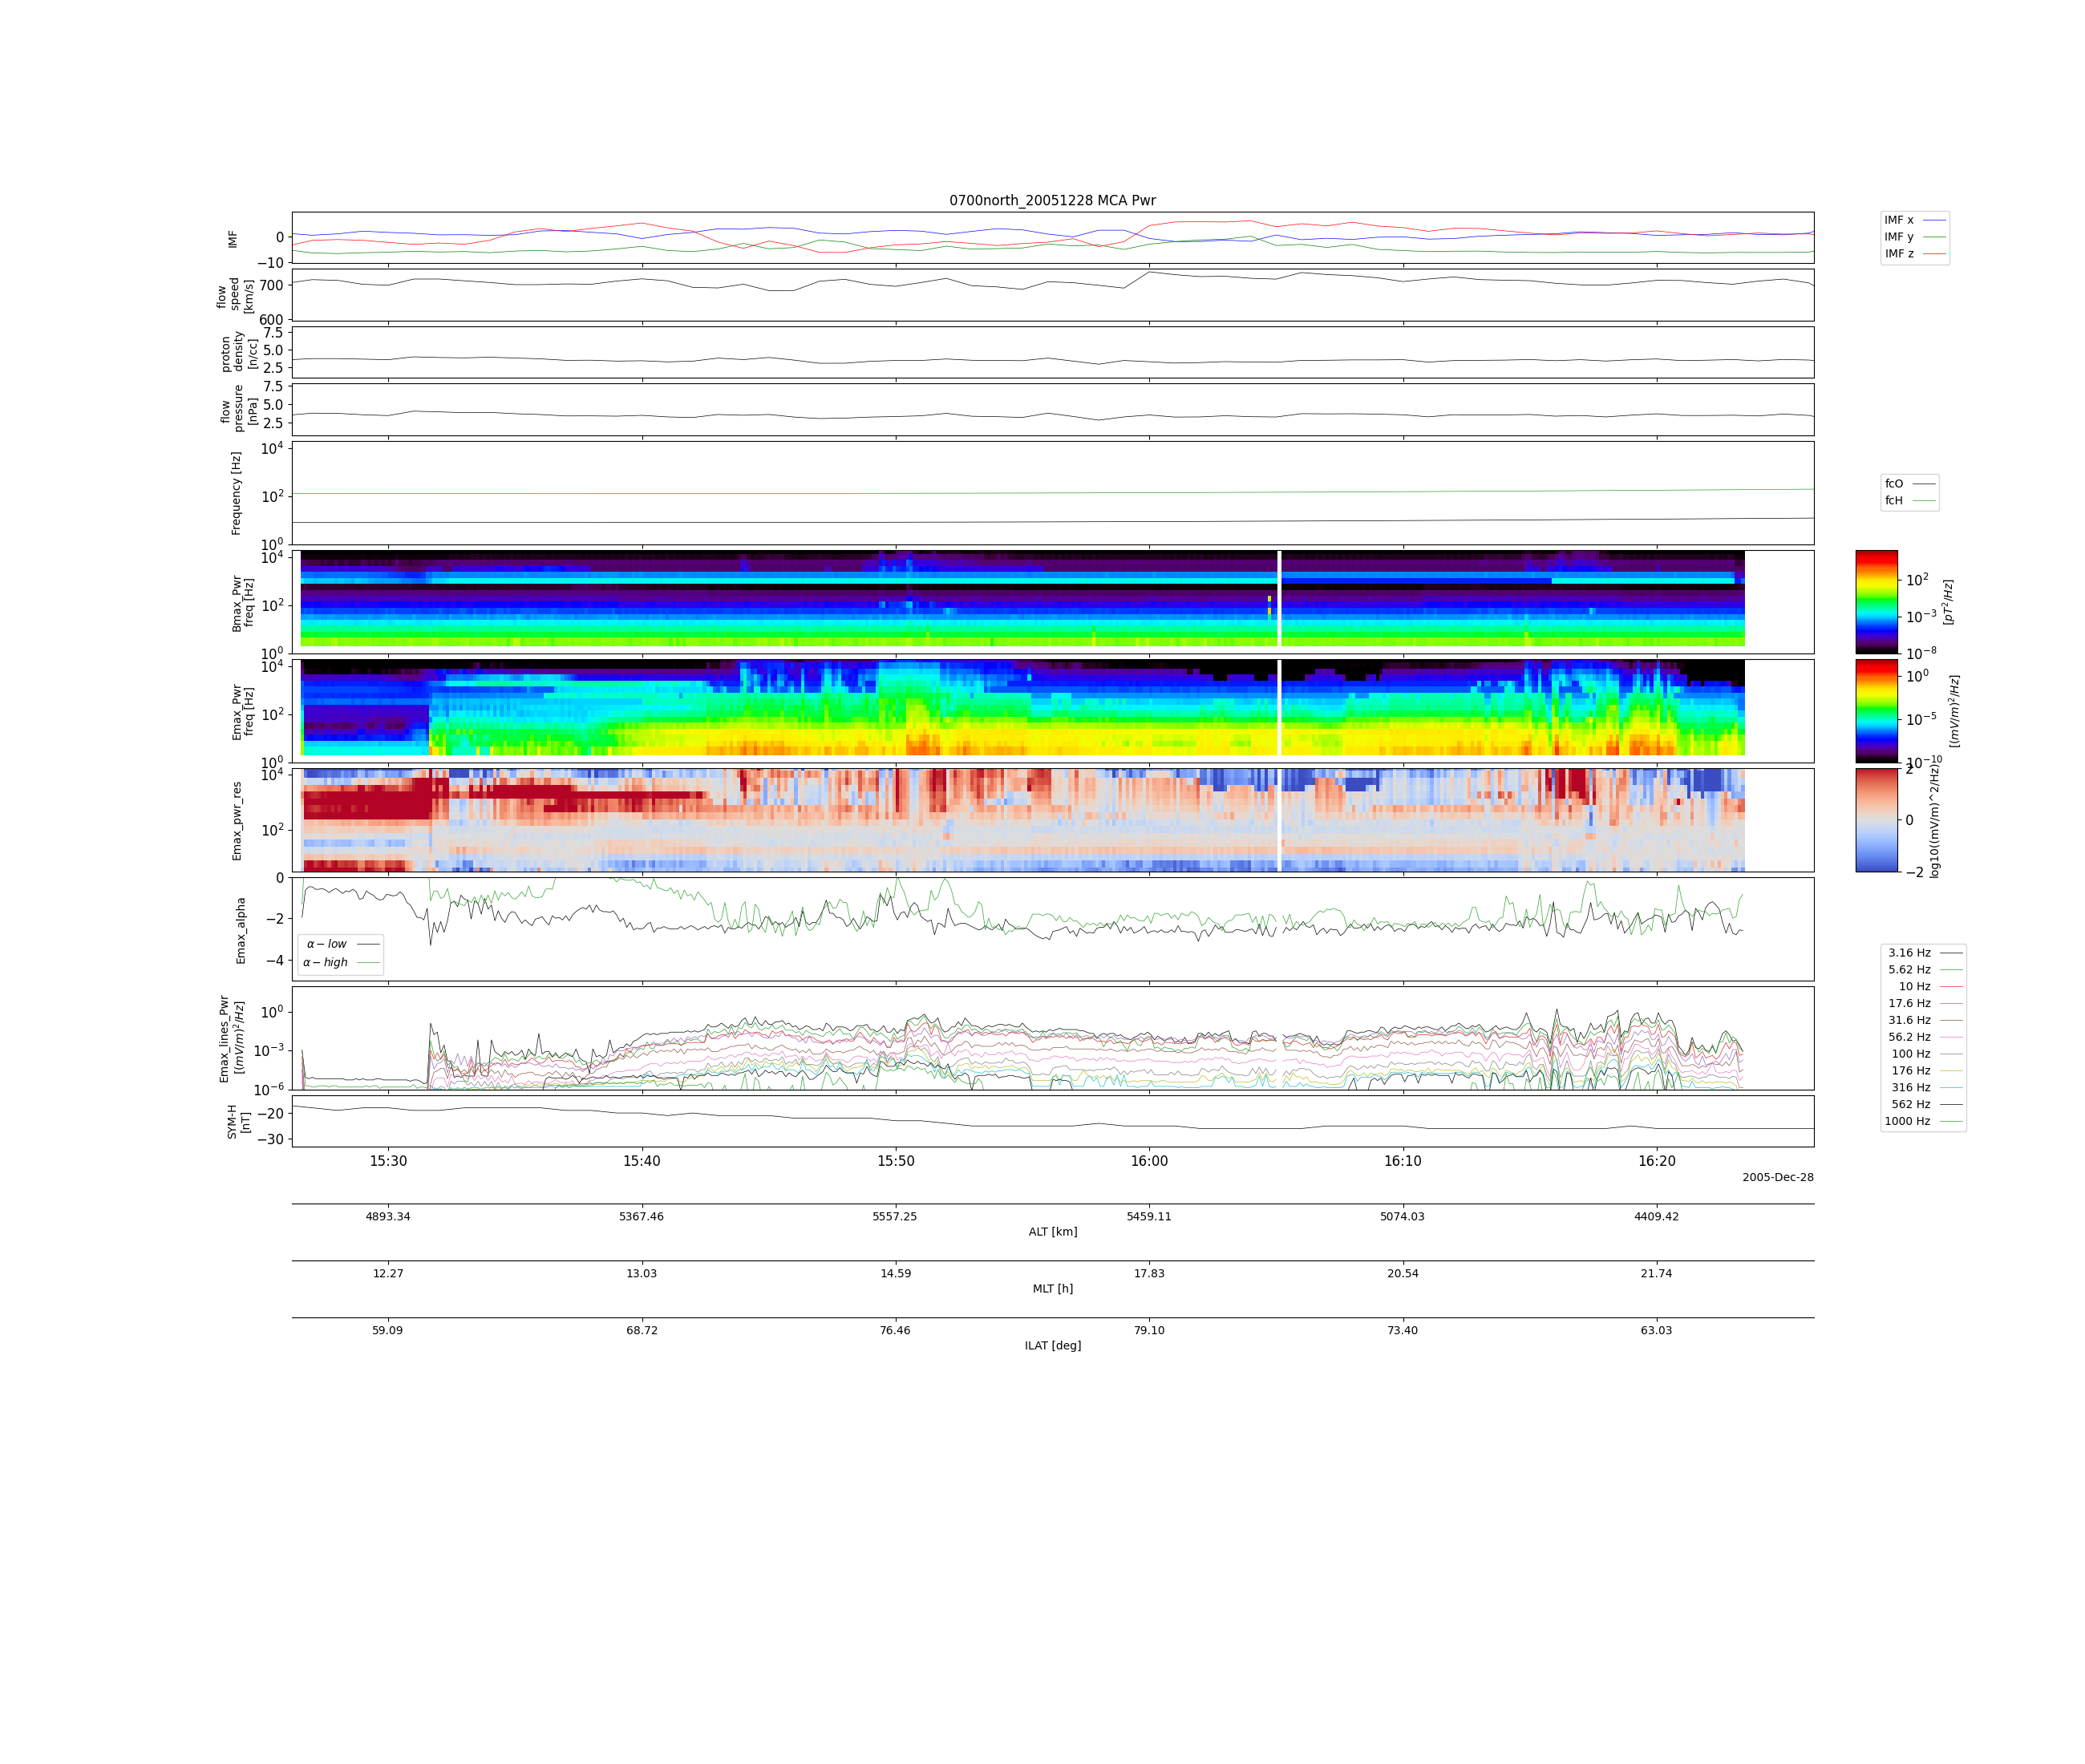 0700north_20051228 MCA Pwr
IMF
0
−10
IMF x
IMF y
IMF z
flow
speed
[km/s]
700
600
proton
density
[n/cc]
7.5
5.0
2.5
flow
pressure
[mPa]
7.5
5.0
2.5
Frequency [Hz]
10^4
10^2
10^0
fcO
fcH
Bmax_Pwr
freq [Hz]
10^4
10^2
10^0
10^2
10^−3
10^−8
[pT^2/Hz]
Emax_Pwr
freq [Hz]
10^4
10^2
10^0
10^0
10^−5
10^−10
[(mV/m)^2/Hz]
Emax_pwr_res
10^4
10^2
2
0
−2
log10((mV/m)^2/Hz)
Emax_alpha
0
−2
−4
α − low
α − high
Emax_lines_Pwr
[(mV/m)^2/Hz]
10^0
10^−3
10^−6
3.16 Hz
5.62 Hz
10 Hz
17.6 Hz
31.6 Hz
56.2 Hz
100 Hz
176 Hz
316 Hz
562 Hz
1000 Hz
SYM-H
[nT]
−20
−30
15:30 15:40 15:50 16:00 16:10 16:20
2005-Dec-28
4893.34 5367.46 5557.25 5459.11 5074.03 4409.42
ALT [km]
12.27 13.03 14.59 17.83 20.54 21.74
MLT [h]
59.09 68.72 76.46 79.10 73.40 63.03
ILAT [deg]